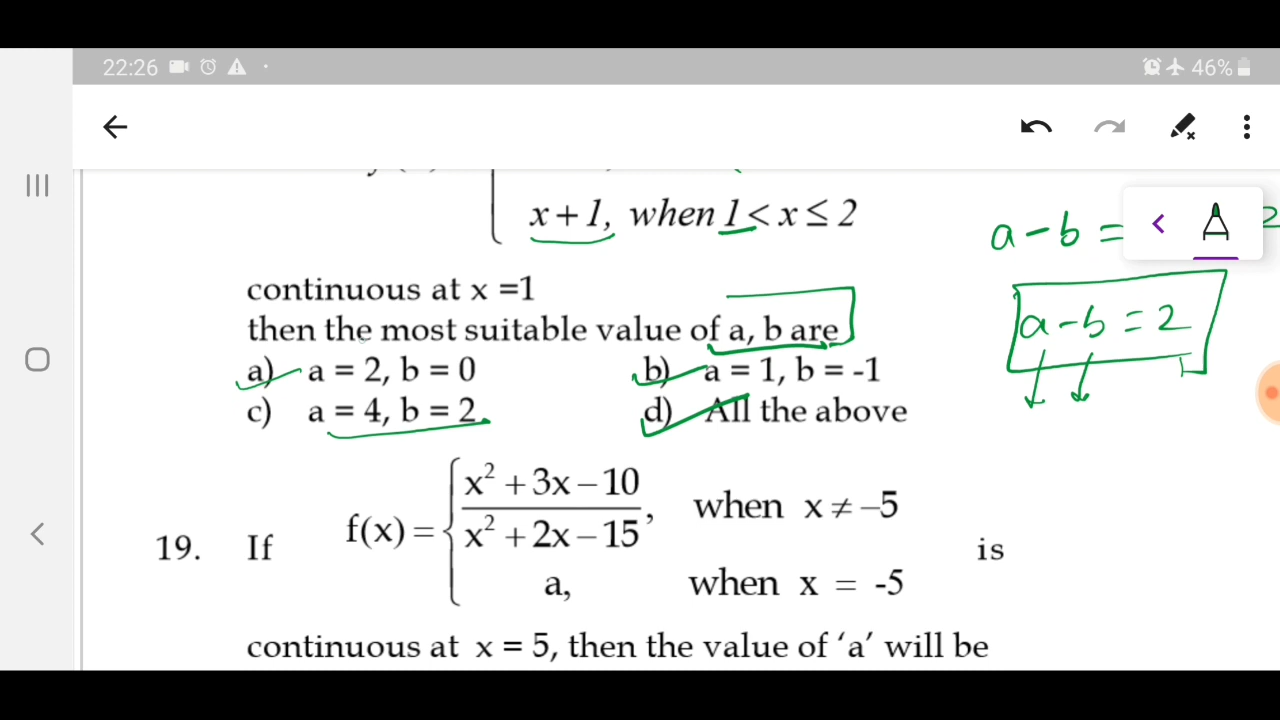 22:26 46%
x + 1, when 1 < x ≤ 2
a - b = 2
continuous at x =1
a - b = 2
then the most suitable value of a, b are
a) a = 2, b = 0 b) a = 1, b = -1
c) a = 4, b = 2 d) All the above
19. If f(x) = { x² + 3x – 10 / x² + 2x – 15, when x ≠ –5
a, when x = -5
is
continuous at x = 5, then the value of ‘a’ will be